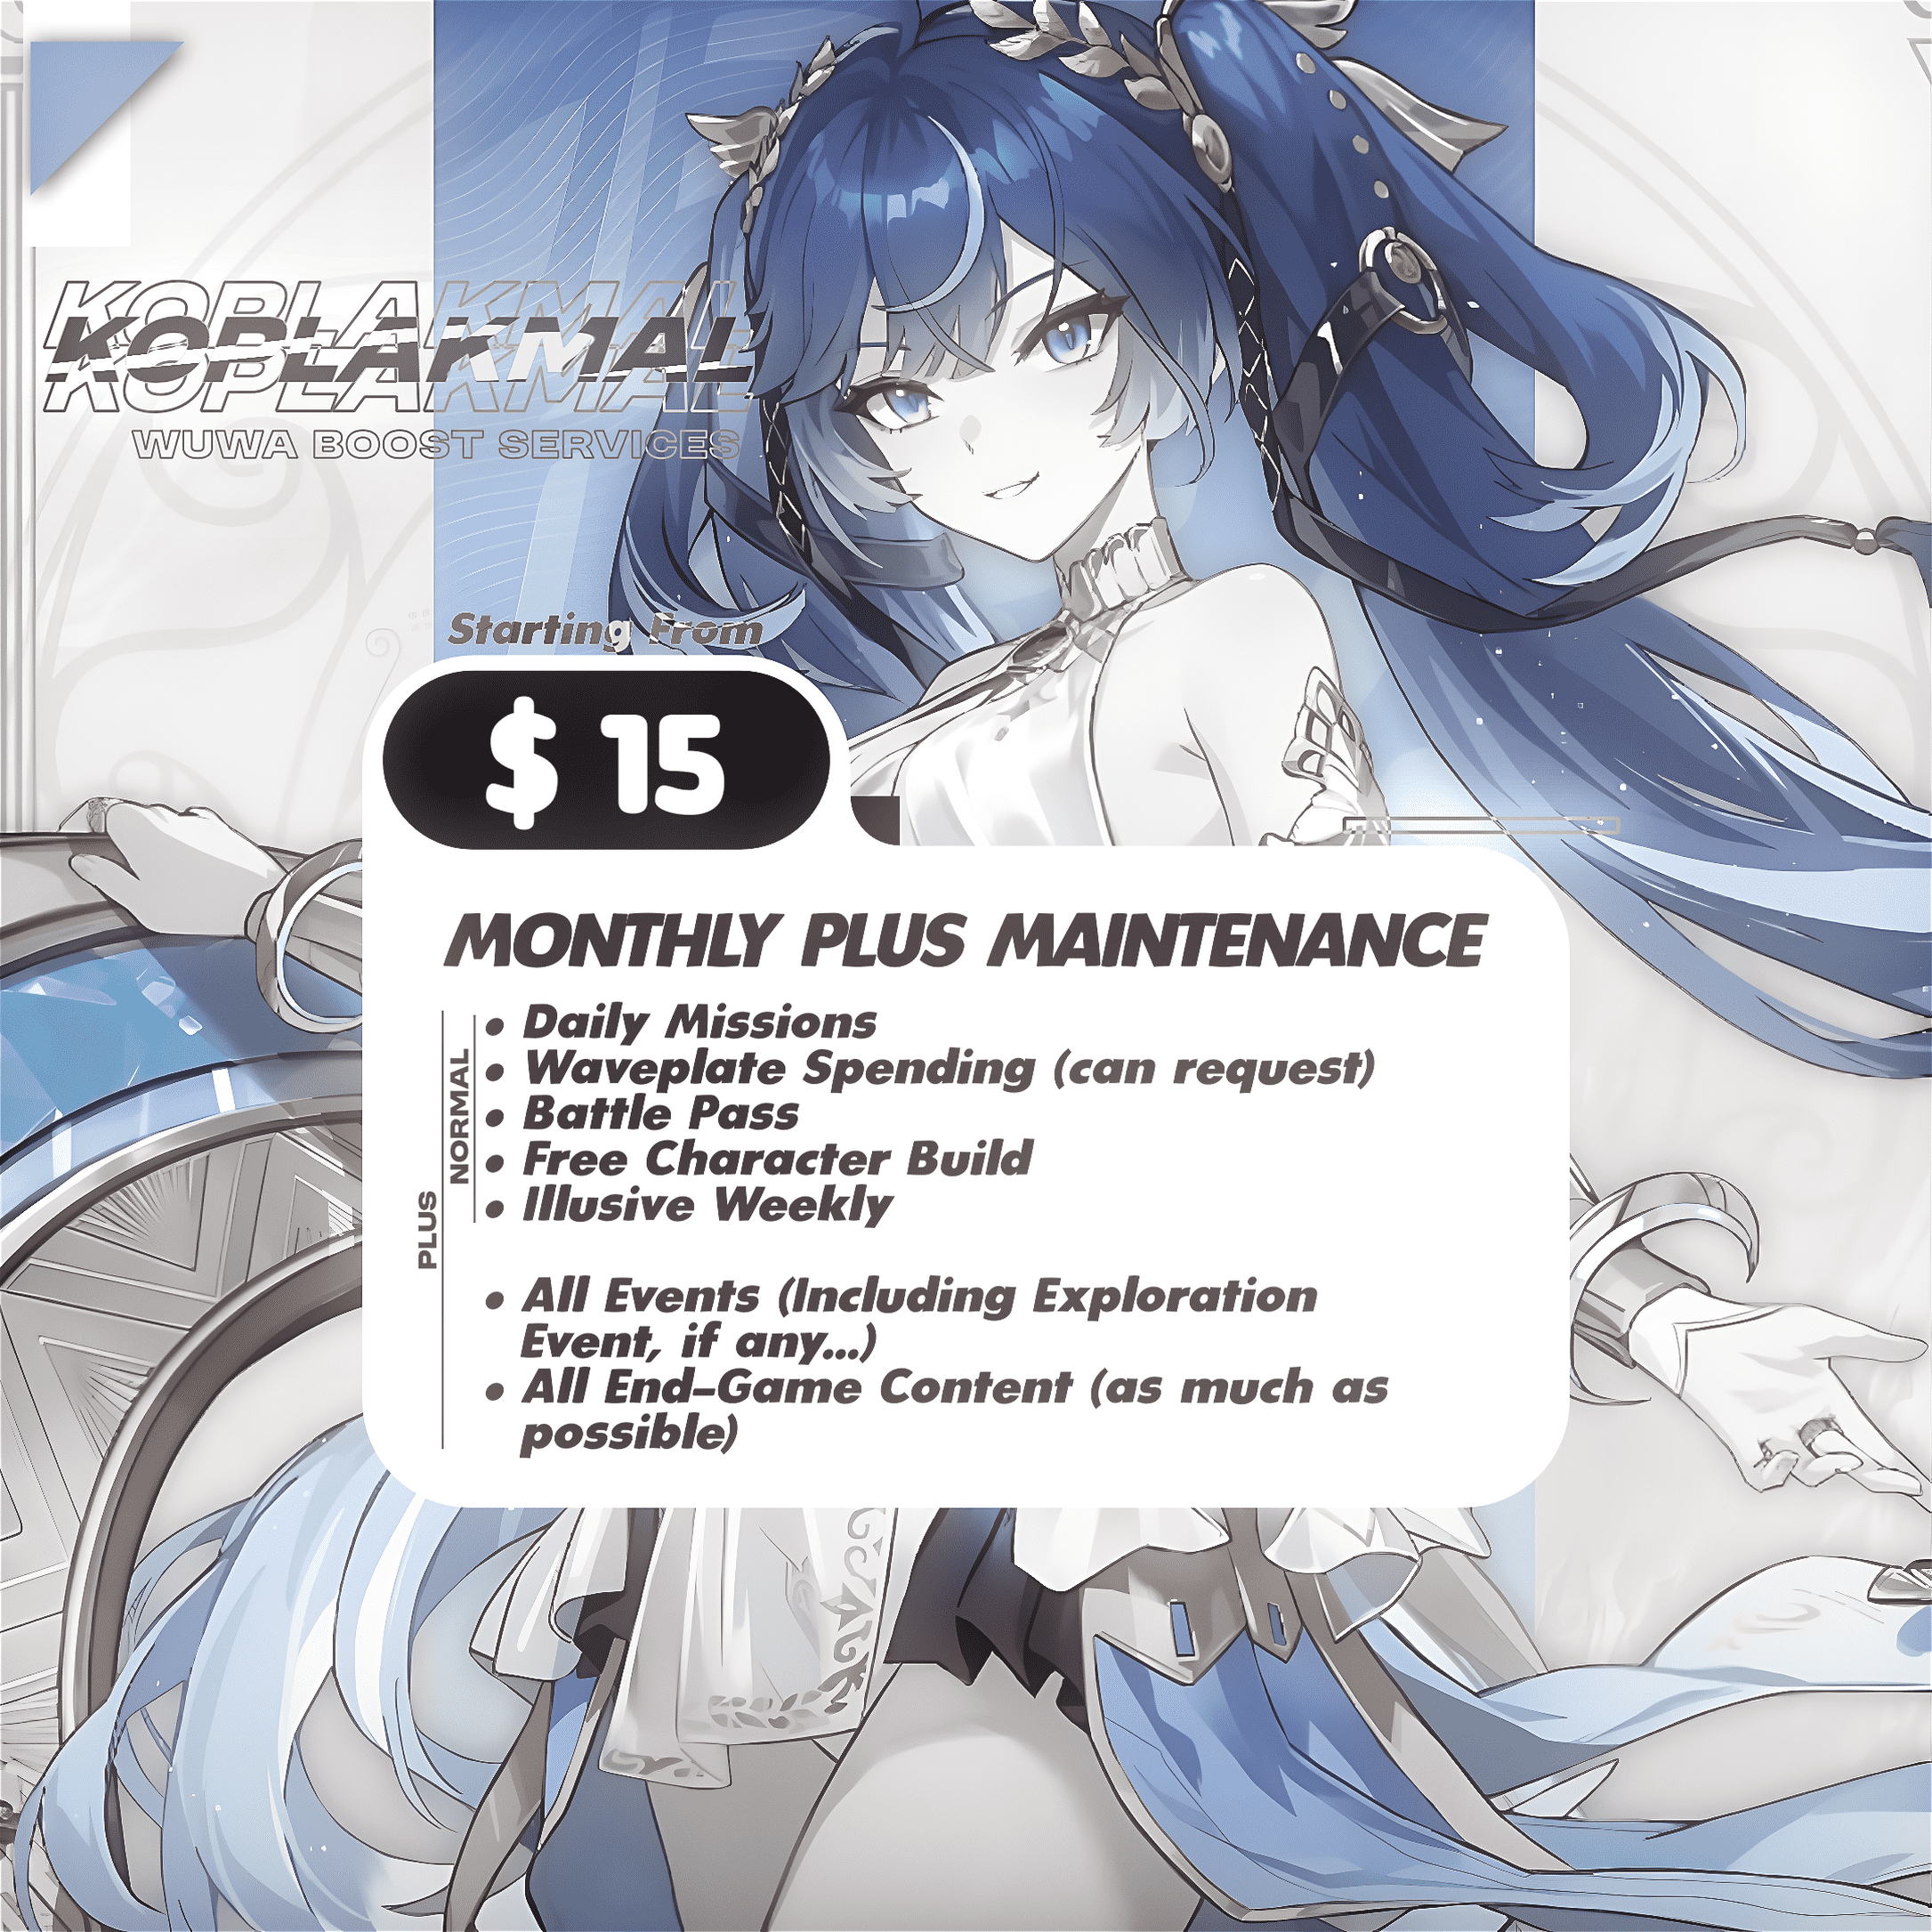 KOPLAKMAL
KOPLAKMAL
KOPLAKMAL
WUWA BOOST SERVICES
Starting From
$ 15
MONTHLY PLUS MAINTENANCE
PLUS
NORMAL
• Daily Missions
• Waveplate Spending (can request)
• Battle Pass
• Free Character Build
• Illusive Weekly
• All Events (Including Exploration
Event, if any...)
• All End-Game Content (as much as
possible)